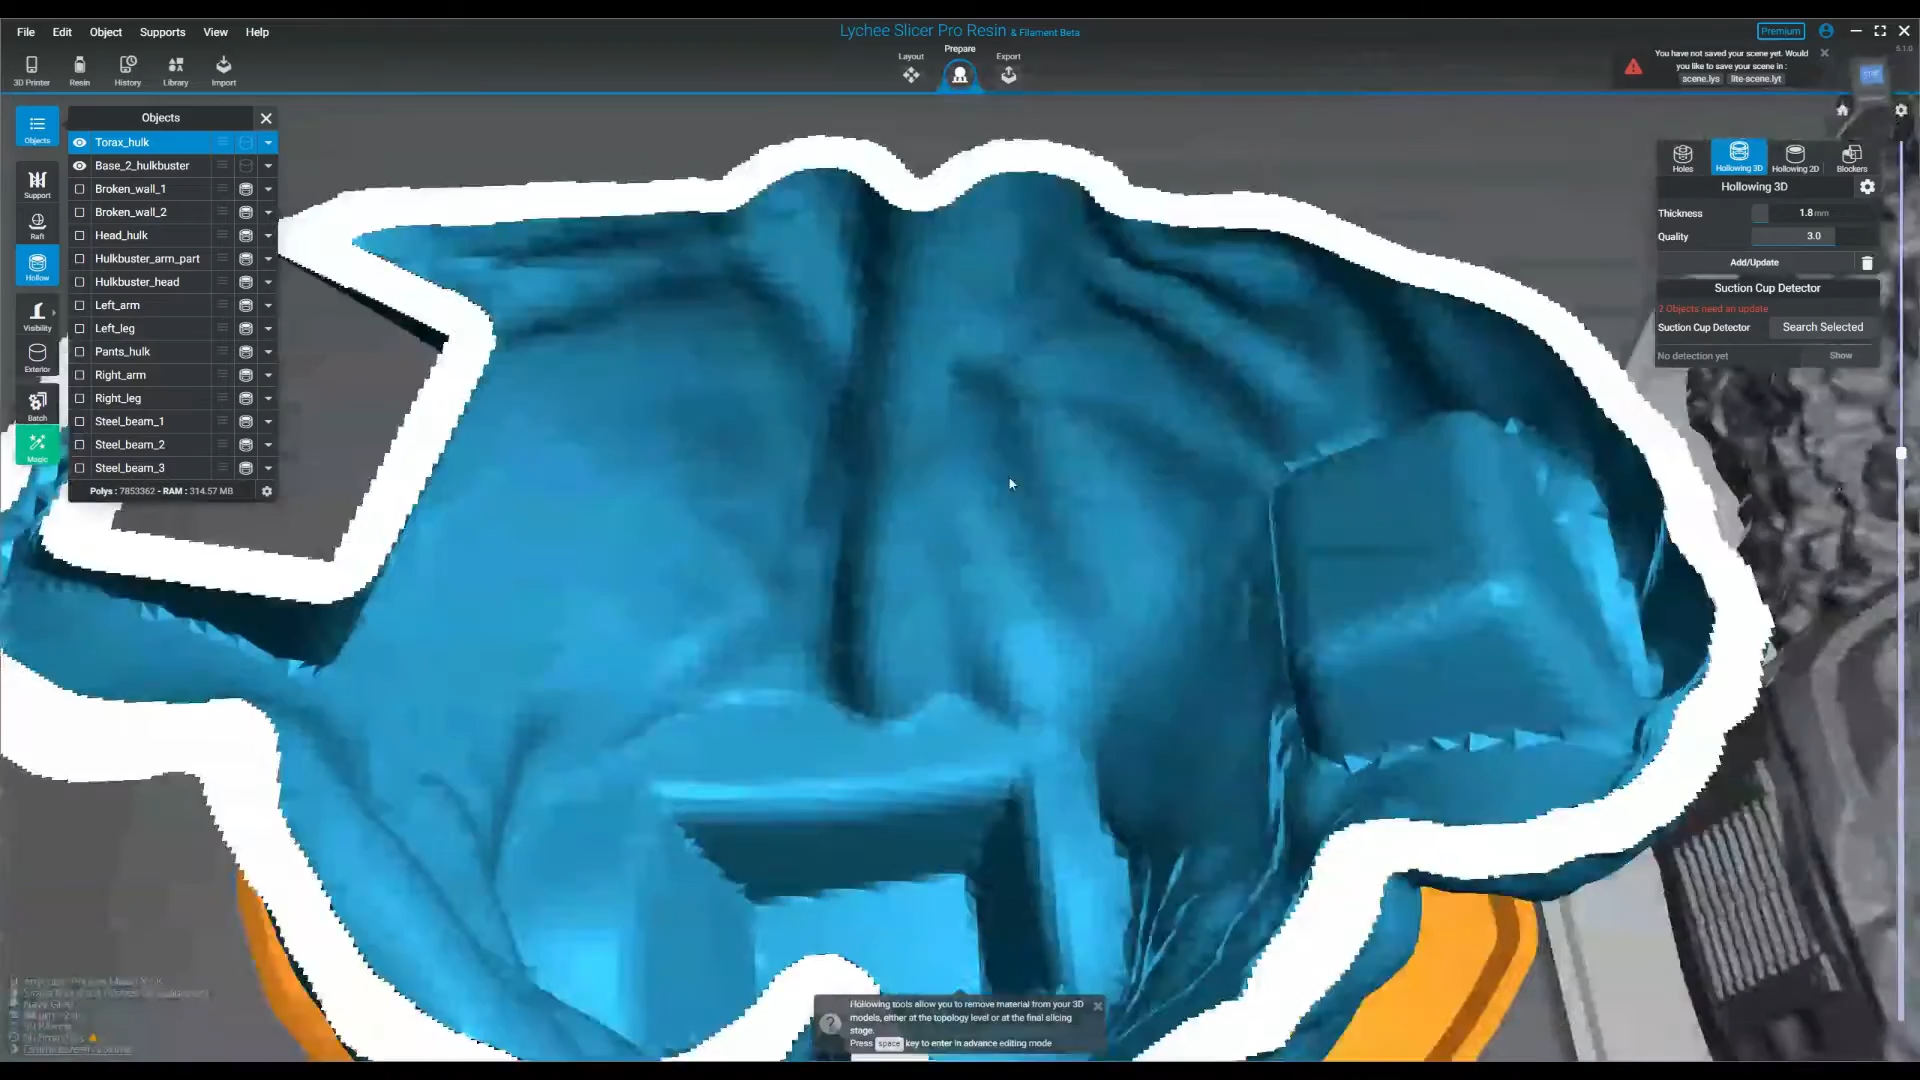 File Edit Object Supports View Help
Lychee Slicer Pro Resin & Filament Beta
Premium
5.1.0
3D Printer Resin History Library Import
Layout Prepare Export
You have not saved your scene yet. Would
you like to save your scene in :
scene.lys lite-scene.lyt
Objects
Objects
Torax_hulk
Base_2_hulkbuster
Broken_wall_1
Broken_wall_2
Head_hulk
Hulkbuster_arm_part
Hulkbuster_head
Left_arm
Left_leg
Pants_hulk
Right_arm
Right_leg
Steel_beam_1
Steel_beam_2
Steel_beam_3
Polys : 7853362 - RAM : 314.57 MB
Support
Raft
Hollow
Visibility
Exterior
Batch
Magic
Holes Hollowing 3D Hollowing 2D Blockers
Hollowing 3D
Thickness 1.8 mm
Quality 3.0
Add/Update
Suction Cup Detector
2 Objects need an update
Suction Cup Detector Search Selected
No detection yet Show
Hollowing tools allow you to remove material from your 3D
models, either at the topology level or at the final slicing
stage.
Press space key to enter in advance editing mode